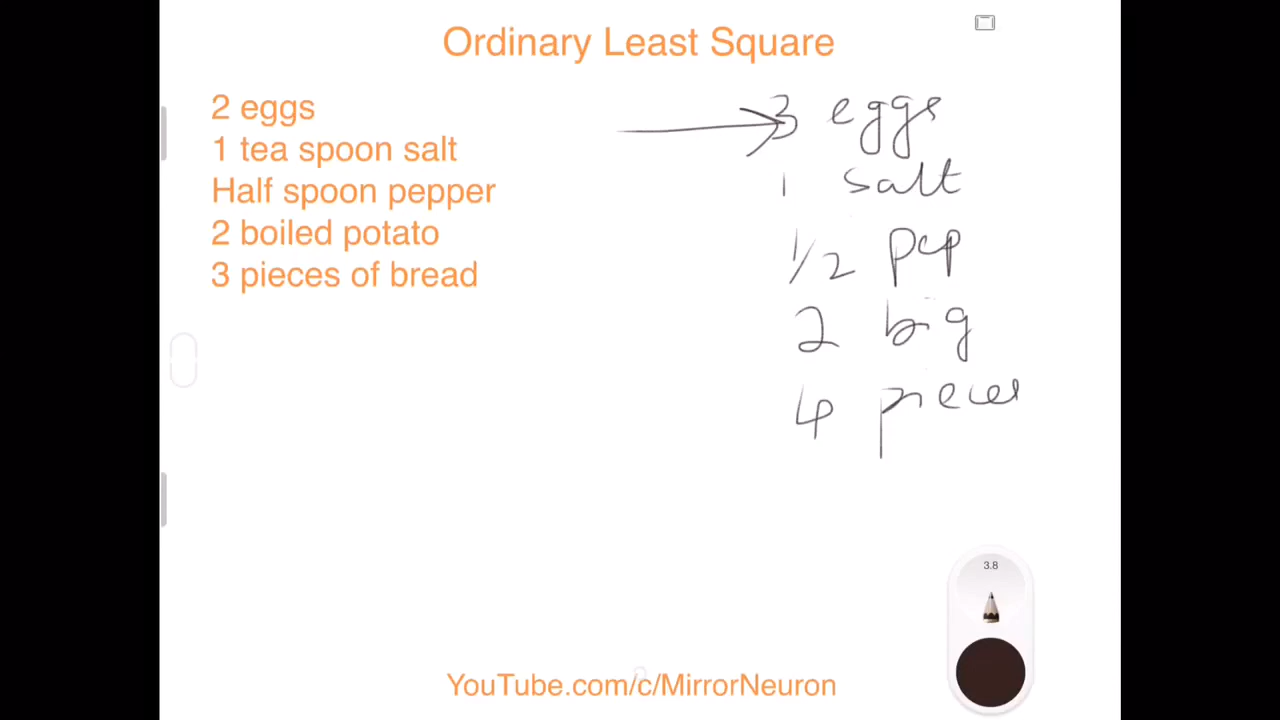 Ordinary Least Square
2 eggs
1 tea spoon salt
Half spoon pepper
2 boiled potato
3 pieces of bread
3 eggs
1 salt
1/2 pep
2 big
4 pieces
3.8
YouTube.com/c/MirrorNeuron